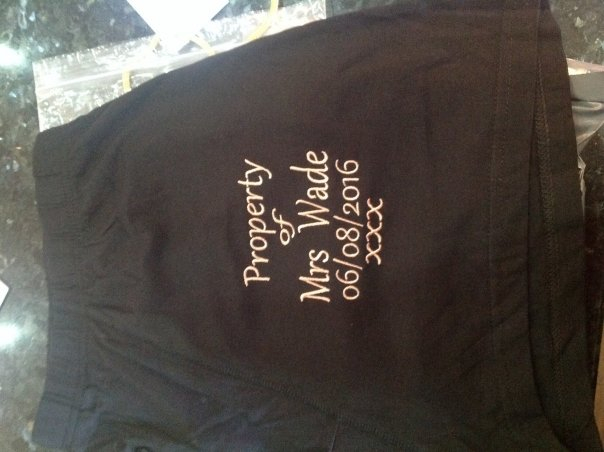 Property
of
Mrs Wade
06/08/2016
xxx